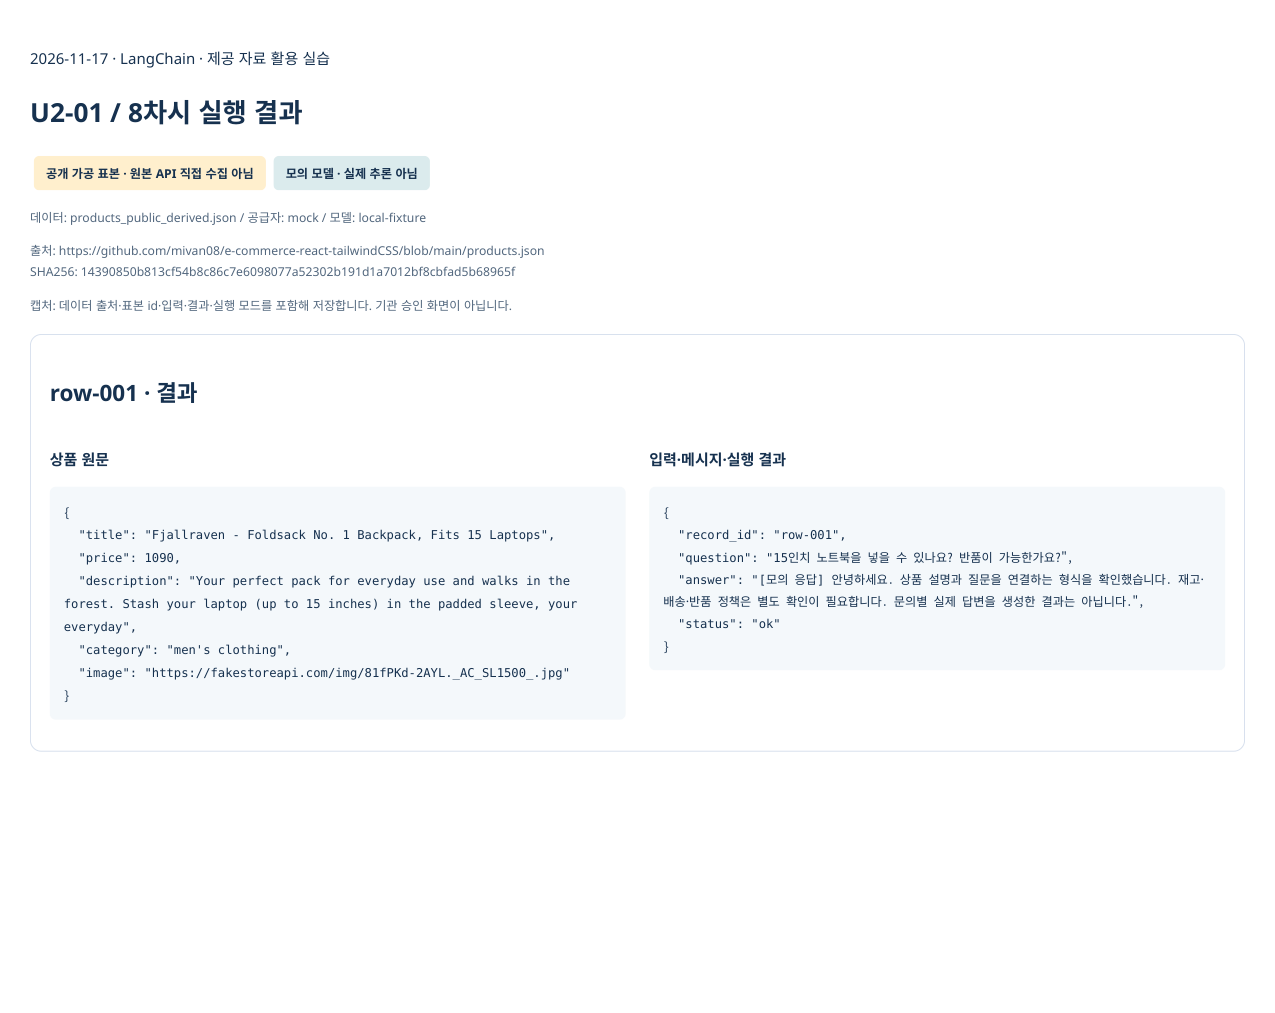 2026-11-17 · LangChain · 제공 자료 활용 실습
U2-01 / 8차시 실행 결과
공개 가공 표본 · 원본 API 직접 수집 아님
모의 모델 · 실제 추론 아님
데이터: products_public_derived.json / 공급자: mock / 모델: local-fixture
출처: https://github.com/mivan08/e-commerce-react-tailwindCSS/blob/main/products.json
SHA256: 14390850b813cf54b8c86c7e6098077a52302b191d1a7012bf8cbfad5b68965f
캡처: 데이터 출처·표본 id·입력·결과·실행 모드를 포함해 저장합니다. 기관 승인 화면이 아닙니다.
row-001 · 결과
상품 원문
{
  "title": "Fjallraven - Foldsack No. 1 Backpack, Fits 15 Laptops",
  "price": 1090,
  "description": "Your perfect pack for everyday use and walks in the
forest. Stash your laptop (up to 15 inches) in the padded sleeve, your
everyday",
  "category": "men's clothing",
  "image": "https://fakestoreapi.com/img/81fPKd-2AYL._AC_SL1500_.jpg"
}
입력·메시지·실행 결과
{
  "record_id": "row-001",
  "question": "15인치 노트북을 넣을 수 있나요? 반품이 가능한가요?",
  "answer": "[모의 응답] 안녕하세요. 상품 설명과 질문을 연결하는 형식을 확인했습니다. 재고·
배송·반품 정책은 별도 확인이 필요합니다. 문의별 실제 답변을 생성한 결과는 아닙니다.",
  "status": "ok"
}